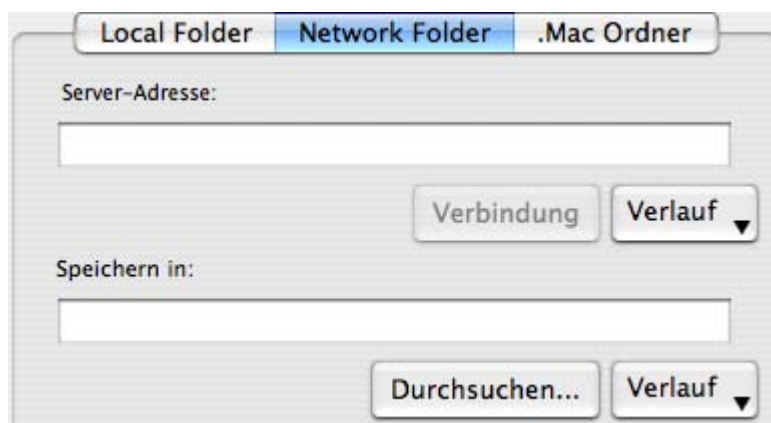 Local Folder Network Folder .Mac Ordner
Server-Adresse:
Verbindung Verlauf
Speichern in:
Durchsuchen... Verlauf